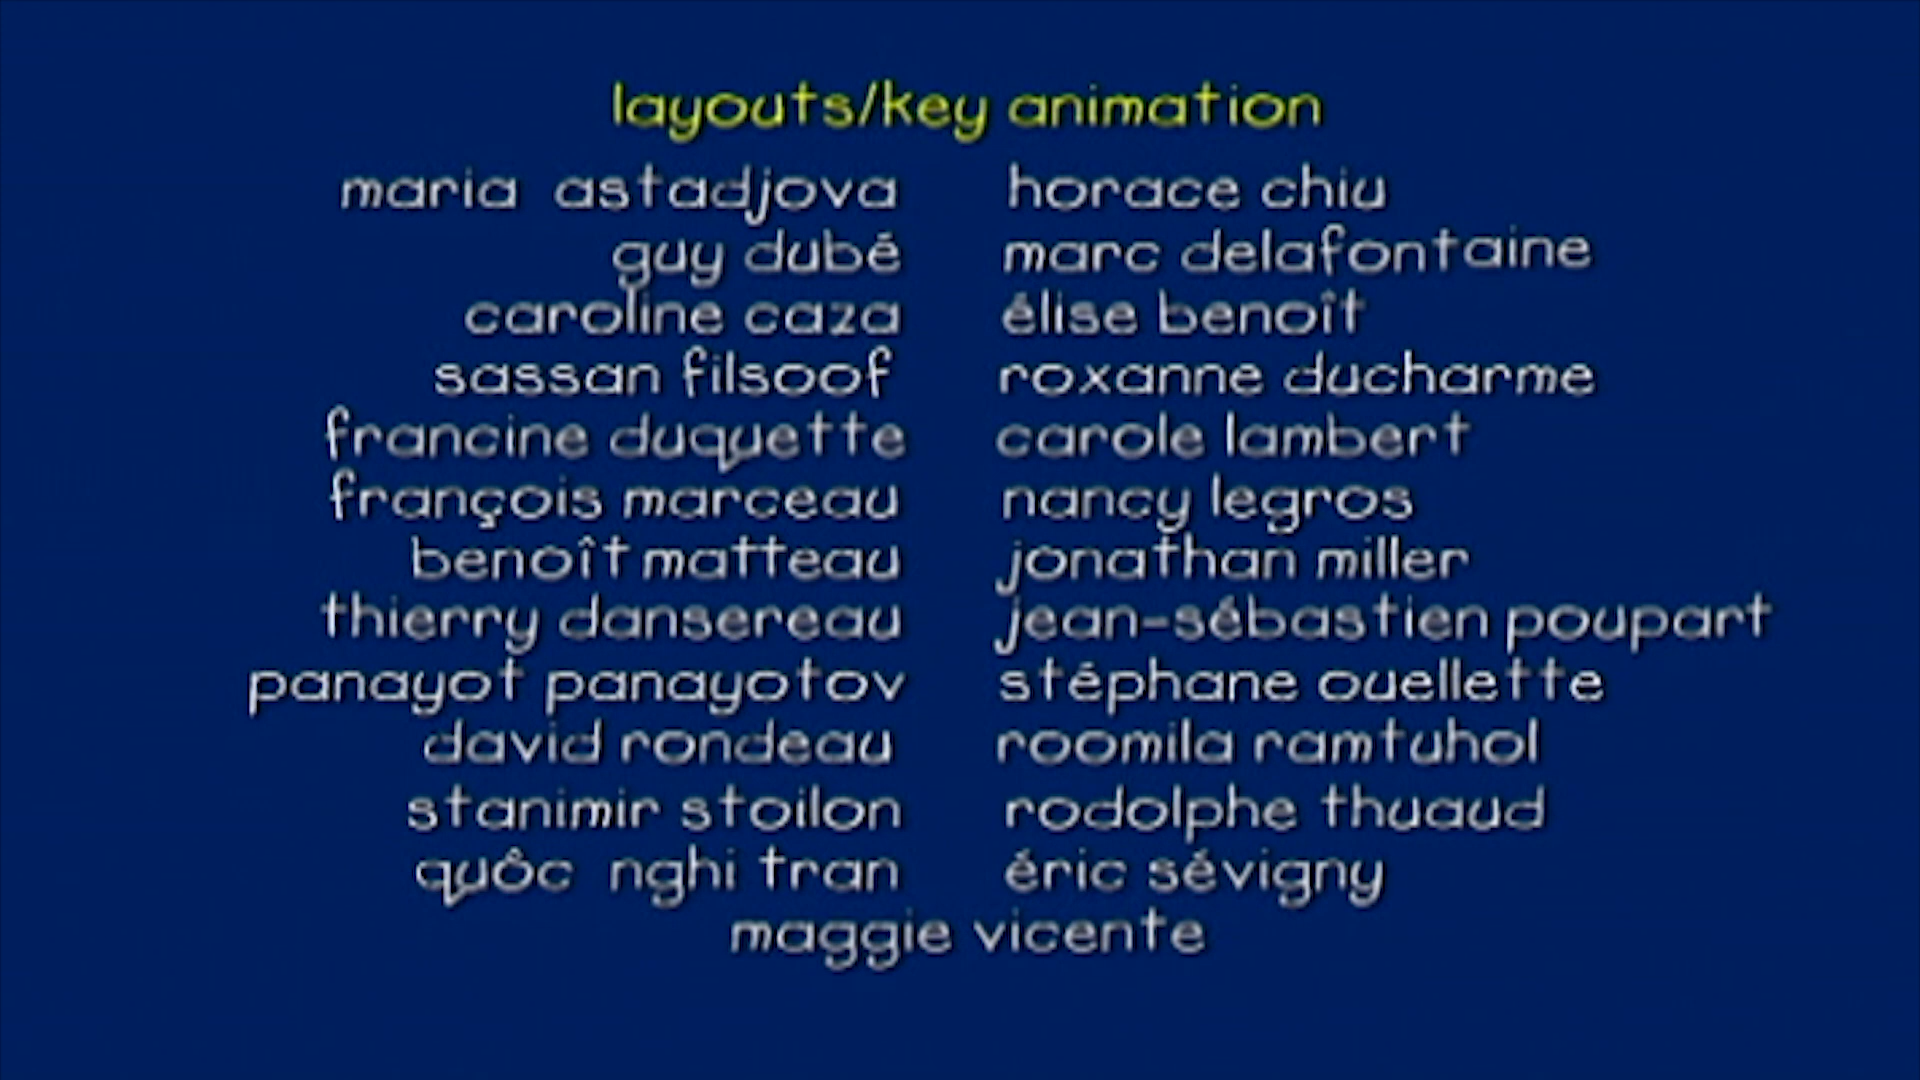 layouts/key animation
maria astadjova horace chiu
guy dubé marc delafontaine
caroline caza élise benoît
sassan filsoof roxanne ducharme
francine duquette carole lambert
françois marceau nancy legros
benoît matteau jonathan miller
thierry dansereau jean-sébastien poupart
panayot panayotov stéphane ouellette
david rondeau roomila ramtuhol
stanimir stoilon rodolphe thuaud
quôc nghi tran éric sévigny
maggie vicente